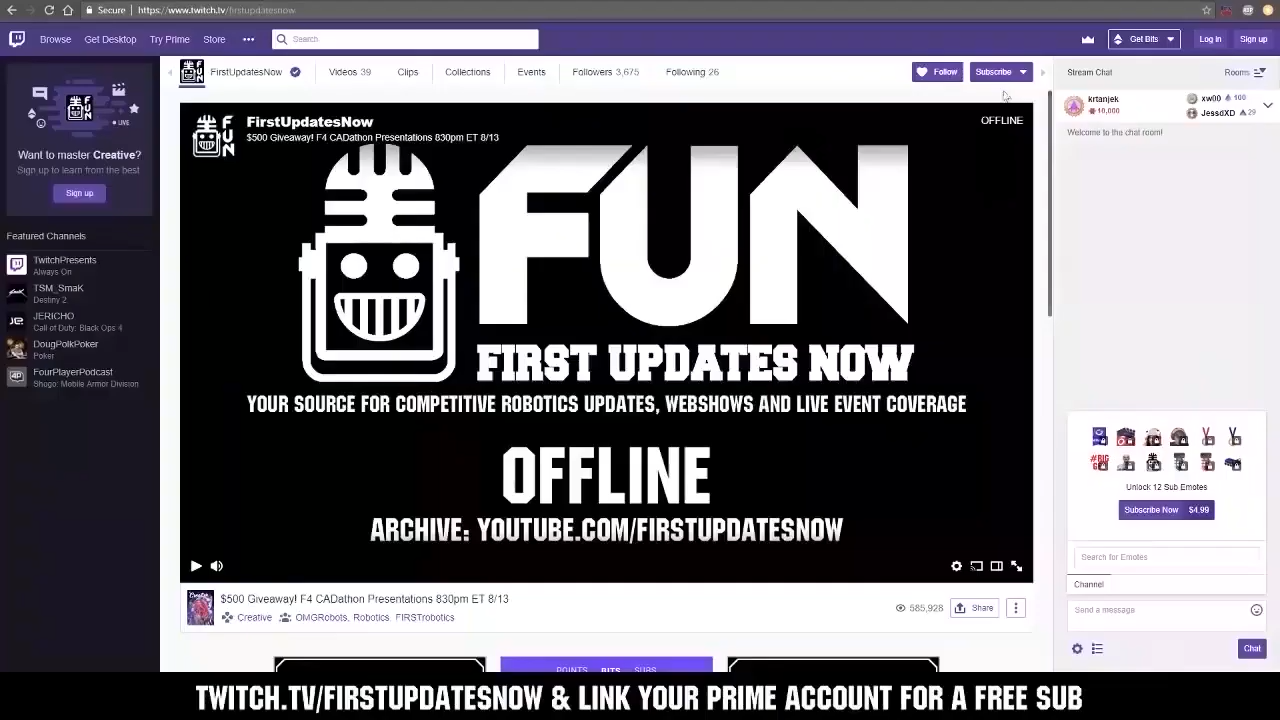 Secure
https://www.twitch.tv/firstupdatesnow
Browse
Get Desktop
Try Prime
Store
Search
Get Bits
Log in
Sign up
FirstUpdatesNow
Videos 39
Clips
Collections
Events
Followers 3,675
Following 26
Follow
Subscribe
Stream Chat
Rooms
FUN
LIVE
Want to master Creative?
Sign up to learn from the best
Sign up
Featured Channels
TwitchPresents
Always On
TSM_SmaK
Destiny 2
JERICHO
Call of Duty: Black Ops 4
DougPolkPoker
Poker
FourPlayerPodcast
Shogo: Mobile Armor Division
FUN
FirstUpdatesNow
$500 Giveaway! F4 CADathon Presentations 830pm ET 8/13
OFFLINE
FUN
FIRST UPDATES NOW
YOUR SOURCE FOR COMPETITIVE ROBOTICS UPDATES, WEBSHOWS AND LIVE EVENT COVERAGE
OFFLINE
ARCHIVE: YOUTUBE.COM/FIRSTUPDATESNOW
$500 Giveaway! F4 CADathon Presentations 830pm ET 8/13
Creative
OMGRobots, Robotics, FIRSTrobotics
585,928
Share
POINTS BITS SUBS
krtanjek
10,000
xw00 100
JessdXD 29
Welcome to the chat room!
Unlock 12 Sub Emotes
Subscribe Now $4.99
Search for Emotes
Channel
Send a message
Chat
TWITCH.TV/FIRSTUPDATESNOW & LINK YOUR PRIME ACCOUNT FOR A FREE SUB